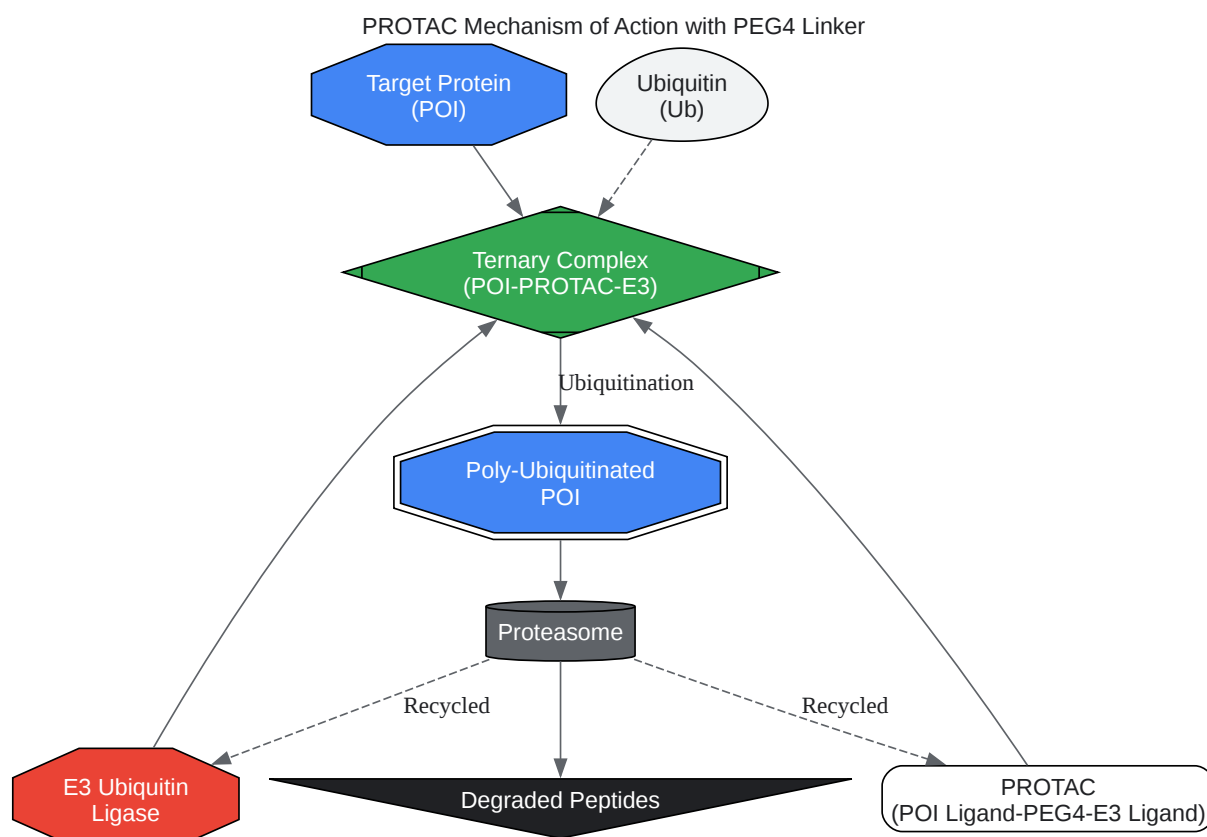 PROTAC Mechanism of Action with PEG4 Linker
Target Protein
(POI)
Ubiquitin
(Ub)
Ternary Complex
(POI-PROTAC-E3)
Ubiquitination
Poly-Ubiquitinated
POI
Proteasome
Recycled
Recycled
E3 Ubiquitin
Ligase
Degraded Peptides
PROTAC
(POI Ligand-PEG4-E3 Ligand)